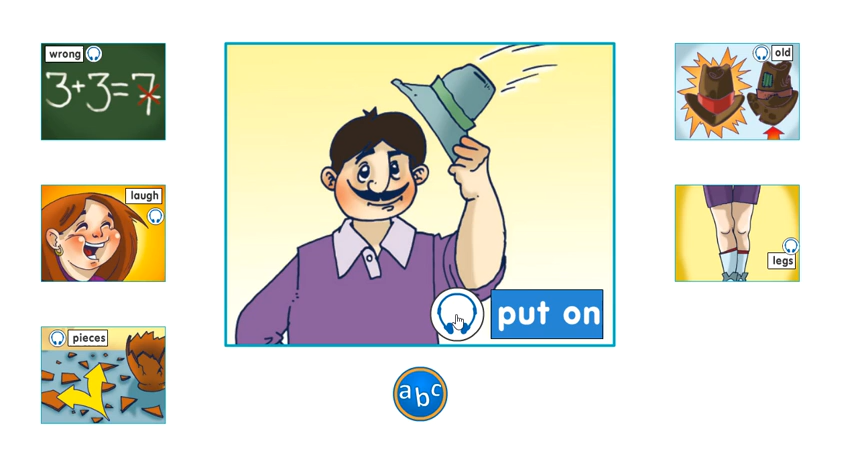 wrong
3+3=7
laugh
pieces
put on
abc
old
legs